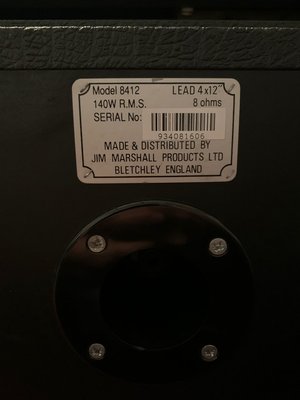 Model 8412 LEAD 4x12"
140W R.M.S. 8 ohms
SERIAL No:
934081606
MADE & DISTRIBUTED BY
JIM MARSHALL PRODUCTS LTD
BLETCHLEY ENGLAND